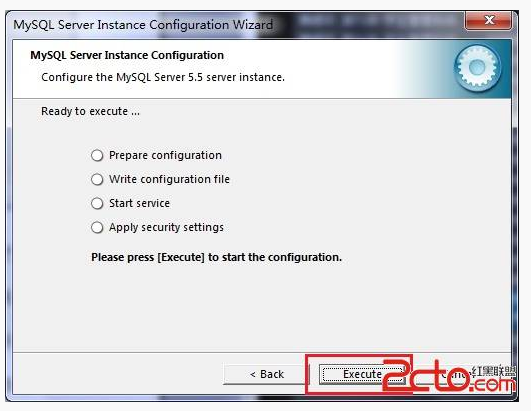 MySQL Server Instance Configuration Wizard
MySQL Server Instance Configuration
Configure the MySQL Server 5.5 server instance.
Ready to execute ...
Prepare configuration
Write configuration file
Start service
Apply security settings
Please press [Execute] to start the configuration.
< Back
Execute
2cto.com
红黑联盟